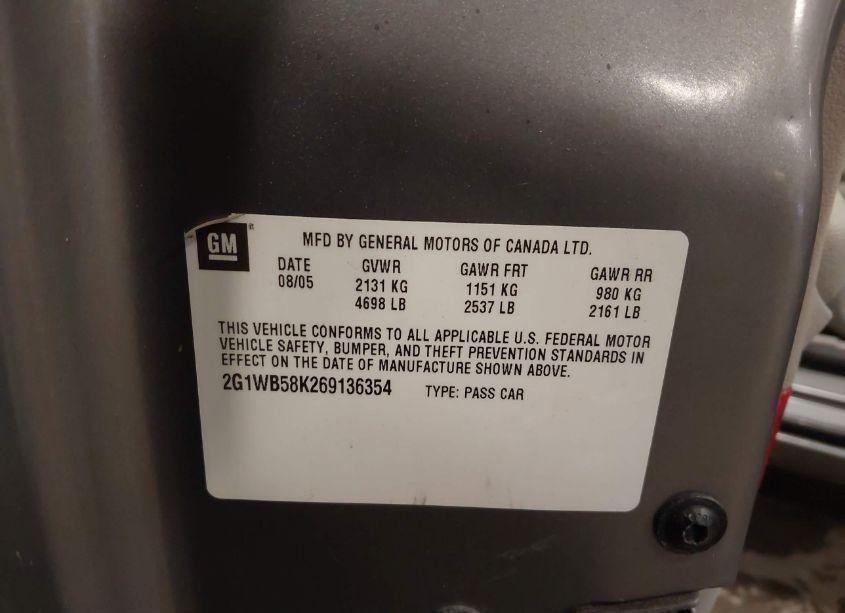 GM®
MFD BY GENERAL MOTORS OF CANADA LTD.
DATE GVWR GAWR FRT GAWR RR
08/05 2131 KG 1151 KG 980 KG
4698 LB 2537 LB 2161 LB
THIS VEHICLE CONFORMS TO ALL APPLICABLE U.S. FEDERAL MOTOR
VEHICLE SAFETY, BUMPER, AND THEFT PREVENTION STANDARDS IN
EFFECT ON THE DATE OF MANUFACTURE SHOWN ABOVE.
2G1WB58K269136354 TYPE: PASS CAR